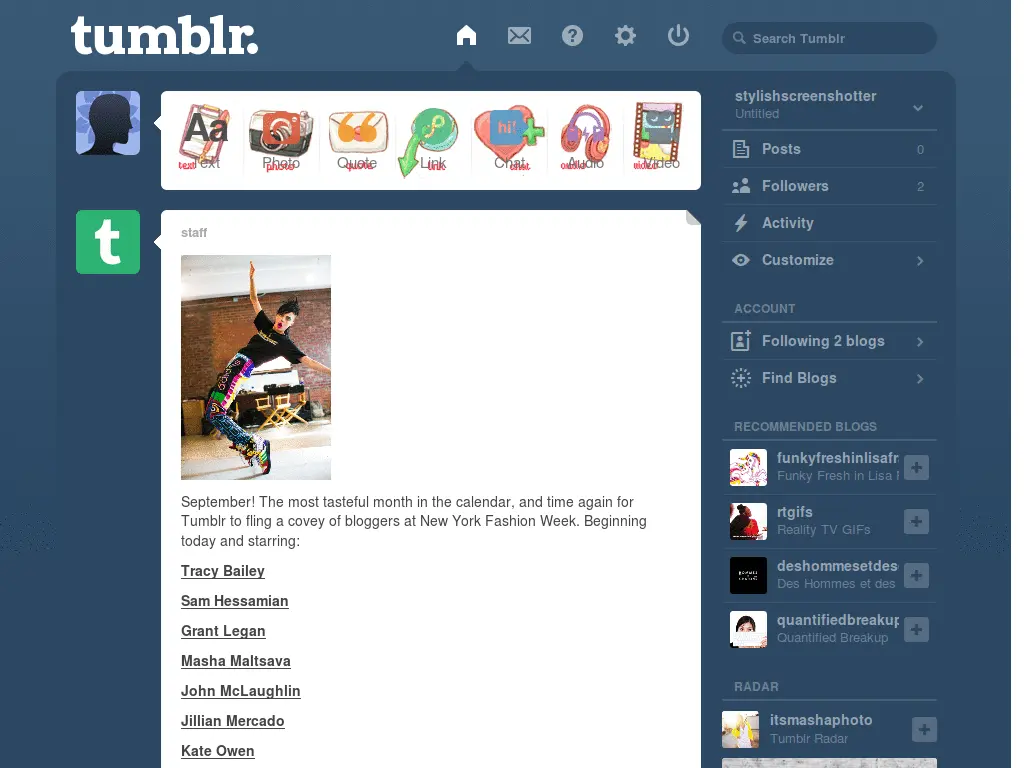 tumblr.
Search Tumblr
Aa
hi!
Text
Photo
Quote
Link
Chat
Audio
Video
text
photo
quote
link
chat
audio
video
t
staff
September! The most tasteful month in the calendar, and time again for
Tumblr to fling a covey of bloggers at New York Fashion Week. Beginning
today and starring:
Tracy Bailey
Sam Hessamian
Grant Legan
Masha Maltsava
John McLaughlin
Jillian Mercado
Kate Owen
stylishscreenshotter
Untitled
Posts 0
Followers 2
Activity
Customize
ACCOUNT
Following 2 blogs
Find Blogs
RECOMMENDED BLOGS
funkyfreshinlisafr
Funky Fresh in Lisa
rtgifs
Reality TV GIFs
deshommesetdes
Des Hommes et des
quantifiedbreakup
Quantified Breakup
RADAR
itsmashaphoto
Tumblr Radar